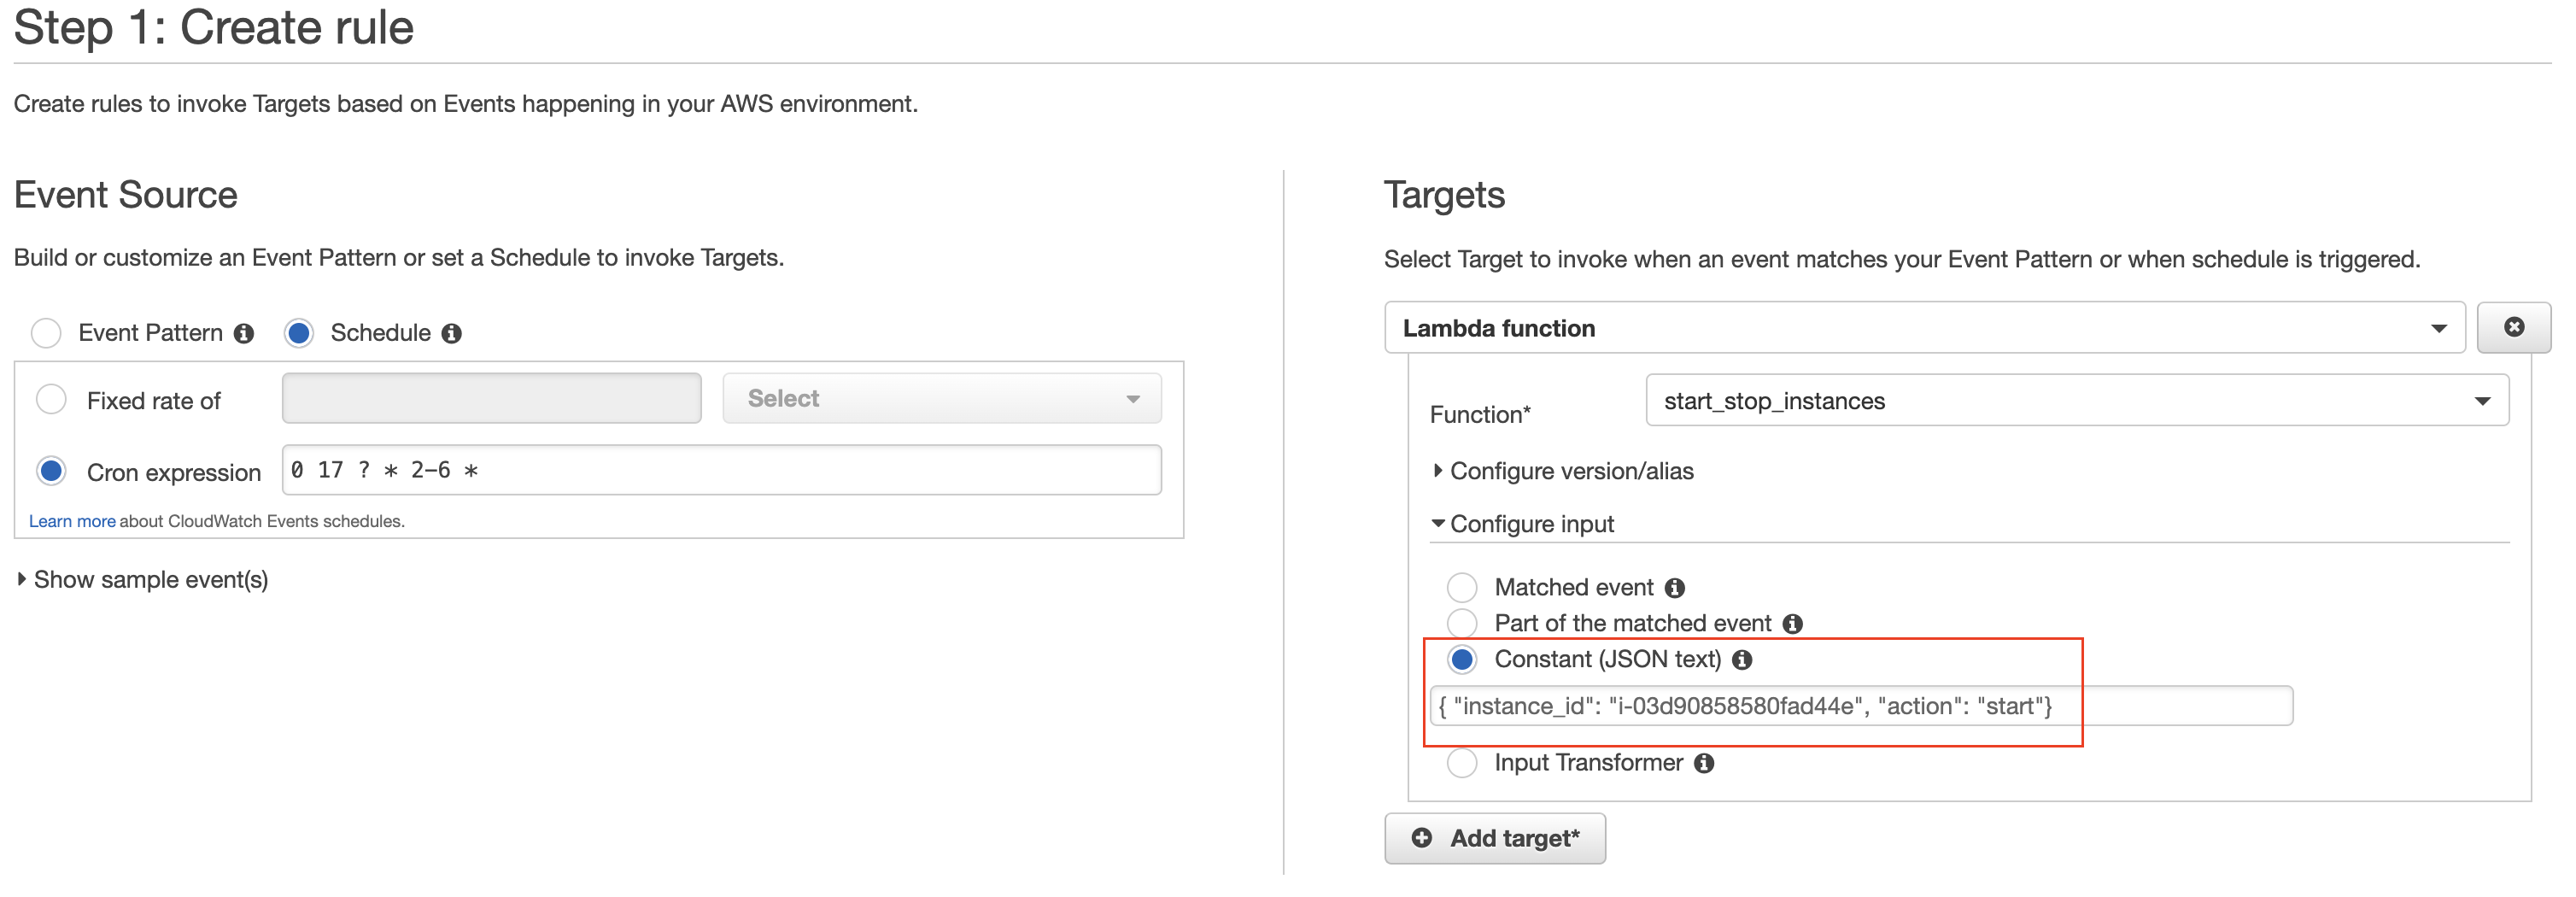 Step 1: Create rule
Create rules to invoke Targets based on Events happening in your AWS environment.
Event Source
Build or customize an Event Pattern or set a Schedule to invoke Targets.
Event Pattern
Schedule
Fixed rate of
Select
Cron expression
0 17 ? * 2-6 *
Learn more about CloudWatch Events schedules.
Show sample event(s)
Targets
Select Target to invoke when an event matches your Event Pattern or when schedule is triggered.
Lambda function
Function*
start_stop_instances
Configure version/alias
Configure input
Matched event
Part of the matched event
Constant (JSON text)
{ "instance_id": "i-03d90858580fad44e", "action": "start"}
Input Transformer
Add target*